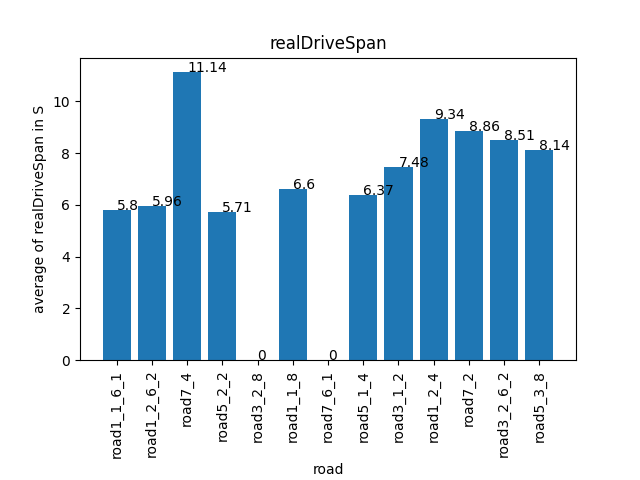 realDriveSpan
average of realDriveSpan in S
10
8
6
4
2
0
5.8
5.96
11.14
5.71
0
6.6
0
6.37
7.48
9.34
8.86
8.51
8.14
road1_1_6_1
road1_2_6_2
road7_4
road5_2_2
road3_2_8
road1_1_8
road7_6_1
road5_1_4
road3_1_2
road1_2_4
road7_2
road3_2_6_2
road5_3_8
road